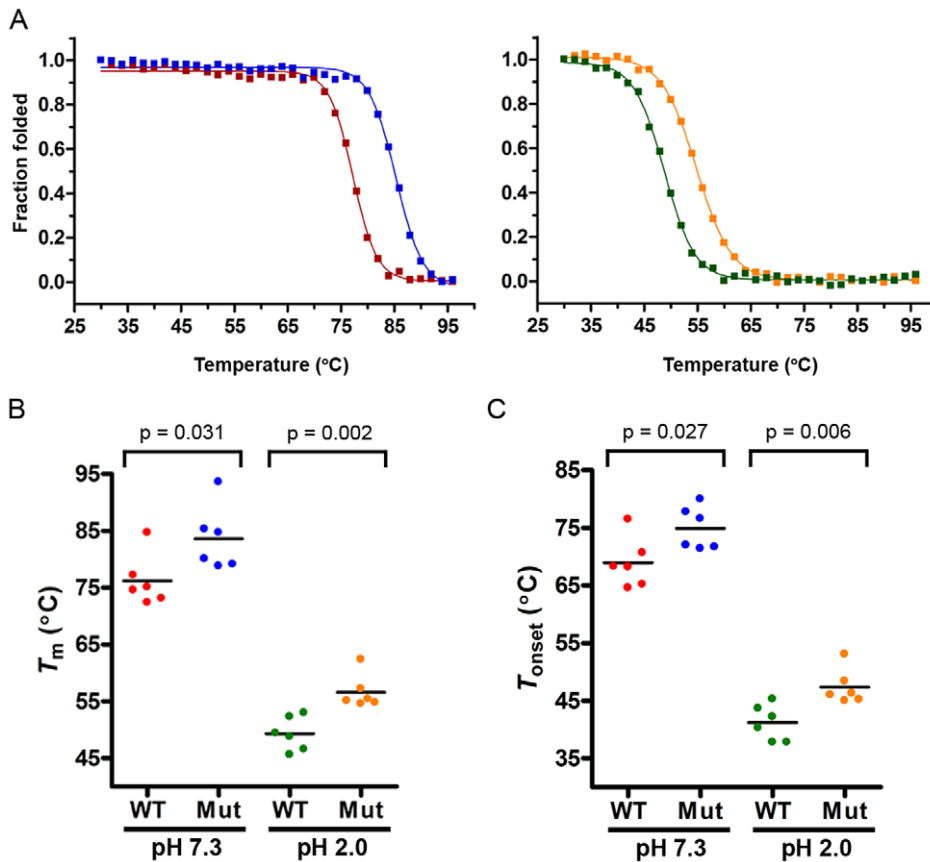 A
Fraction folded
1.0
0.8
0.6
0.4
0.2
0.0
25 35 45 55 65 75 85 95
Temperature (°C)
1.0
0.8
0.6
0.4
0.2
0.0
25 35 45 55 65 75 85 95
Temperature (°C)
B
p = 0.031 p = 0.002
Tm (°C)
95
85
75
65
55
45
WT Mut WT Mut
pH 7.3 pH 2.0
C
p = 0.027 p = 0.006
Tonset (°C)
85
75
65
55
45
35
WT Mut WT Mut
pH 7.3 pH 2.0